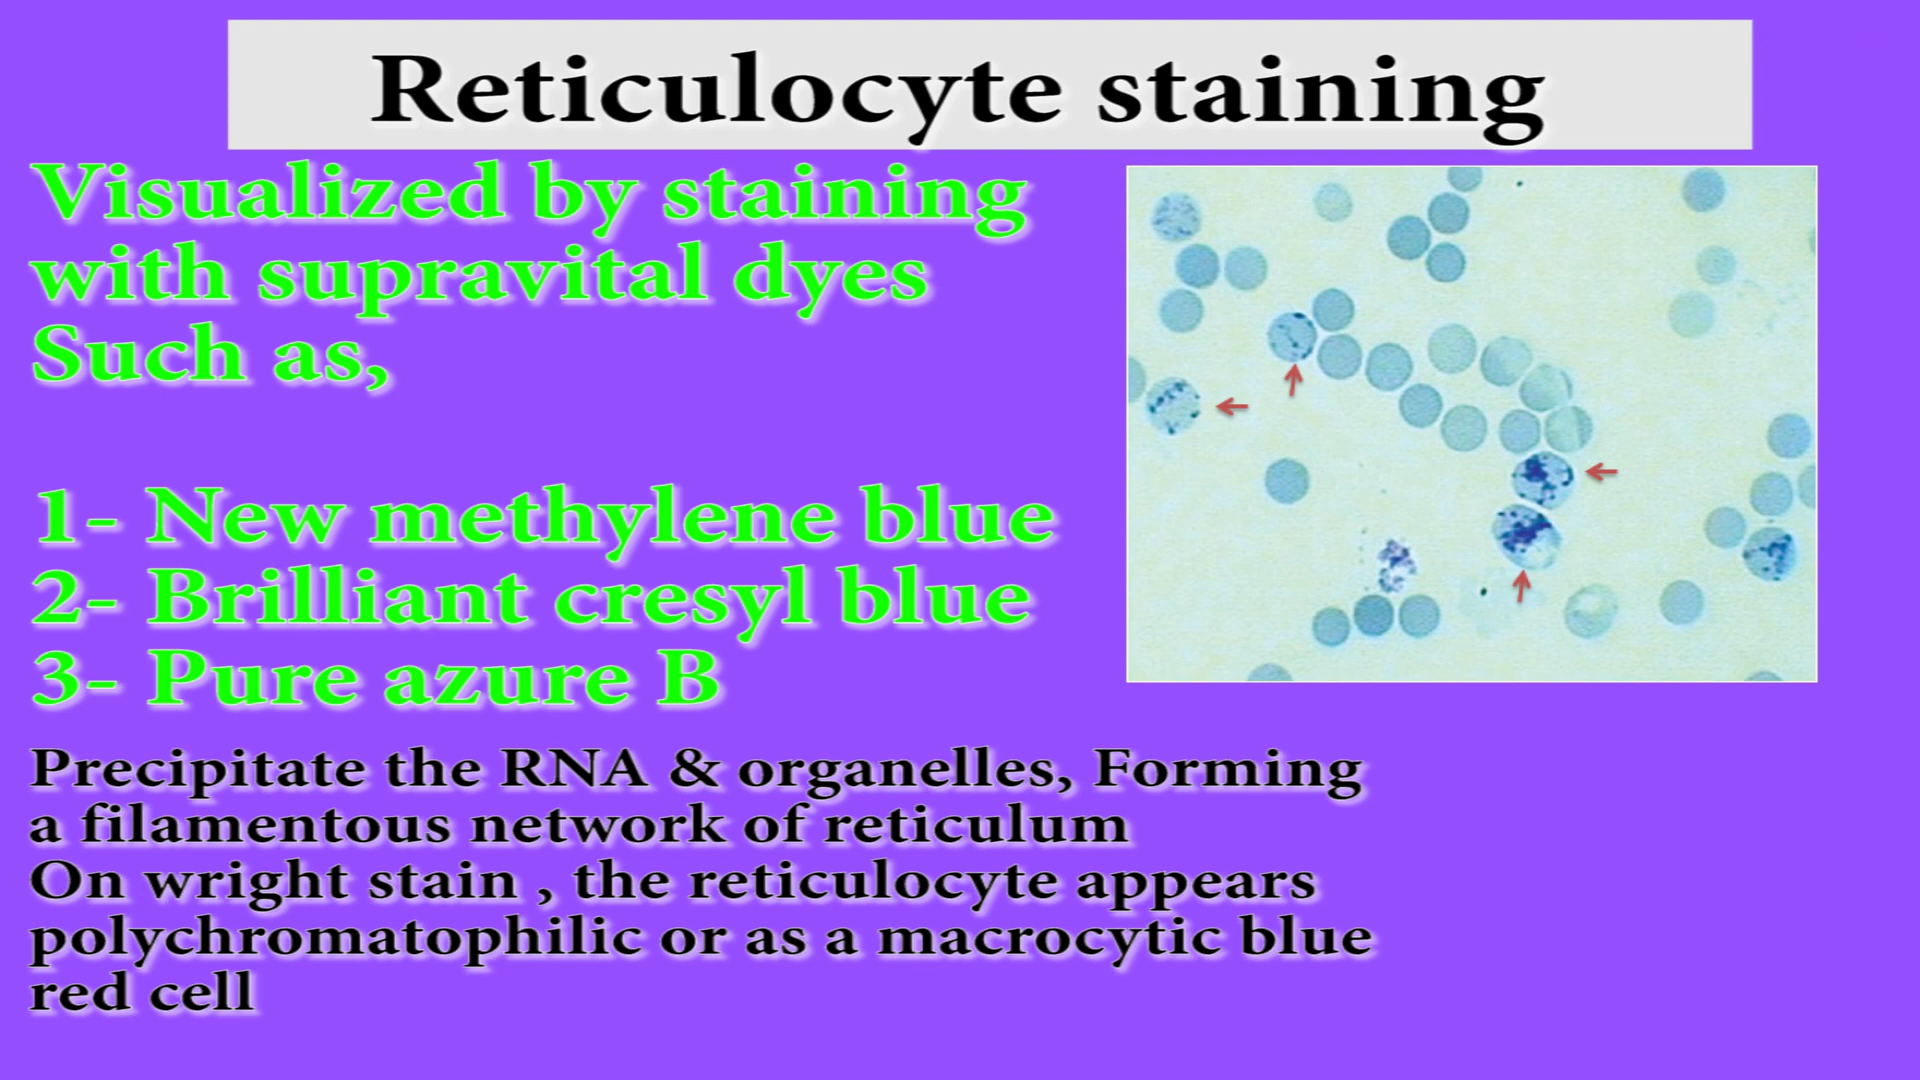 Reticulocyte staining
Visualized by staining
with supravital dyes
Such as,
1- New methylene blue
2- Brilliant cresyl blue
3- Pure azure B
Precipitate the RNA & organelles, Forming
a filamentous network of reticulum
On wright stain , the reticulocyte appears
polychromatophilic or as a macrocytic blue
red cell